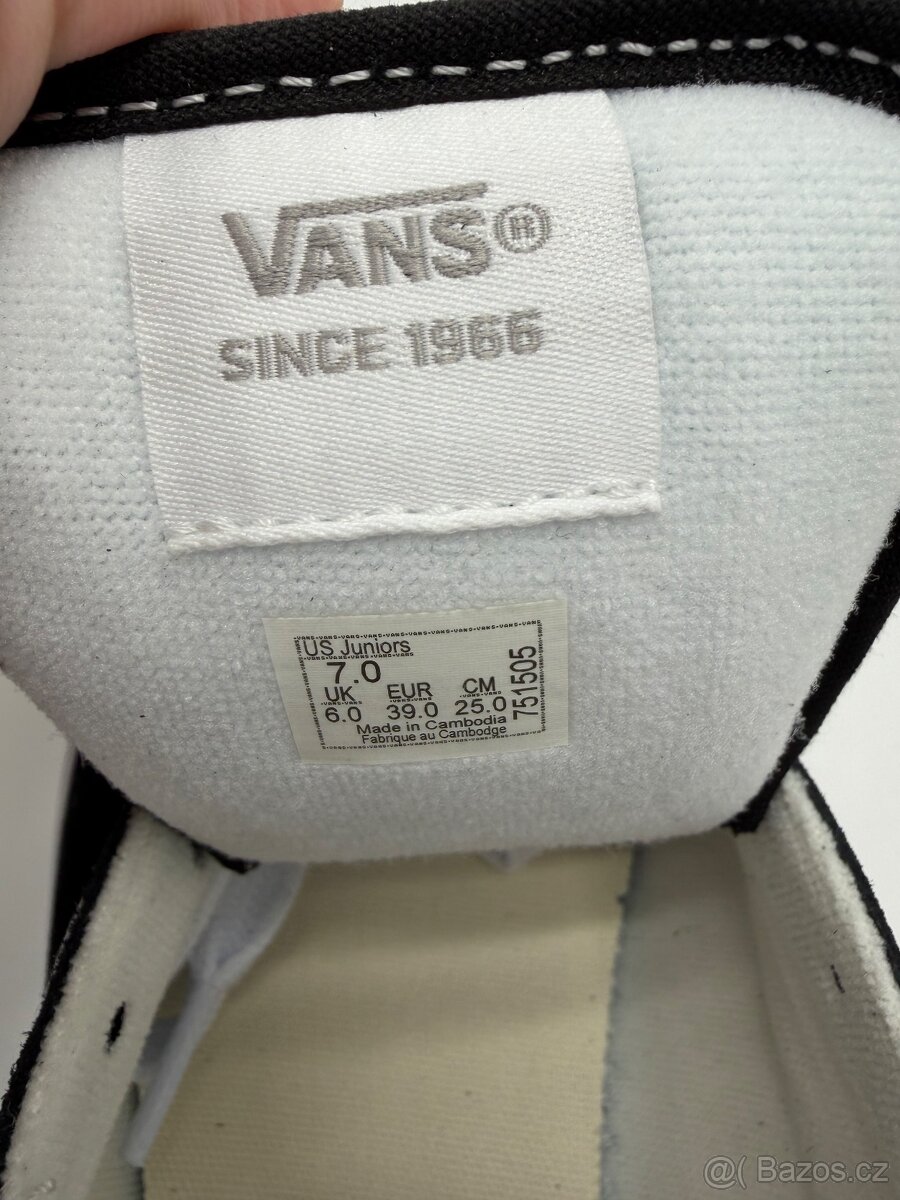 VANS®
SINCE 1966
US Juniors
7.0
UK EUR CM
6.0 39.0 25.0
Made in Cambodia
Fabrique au Cambodge
751505
@( Bazos.cz